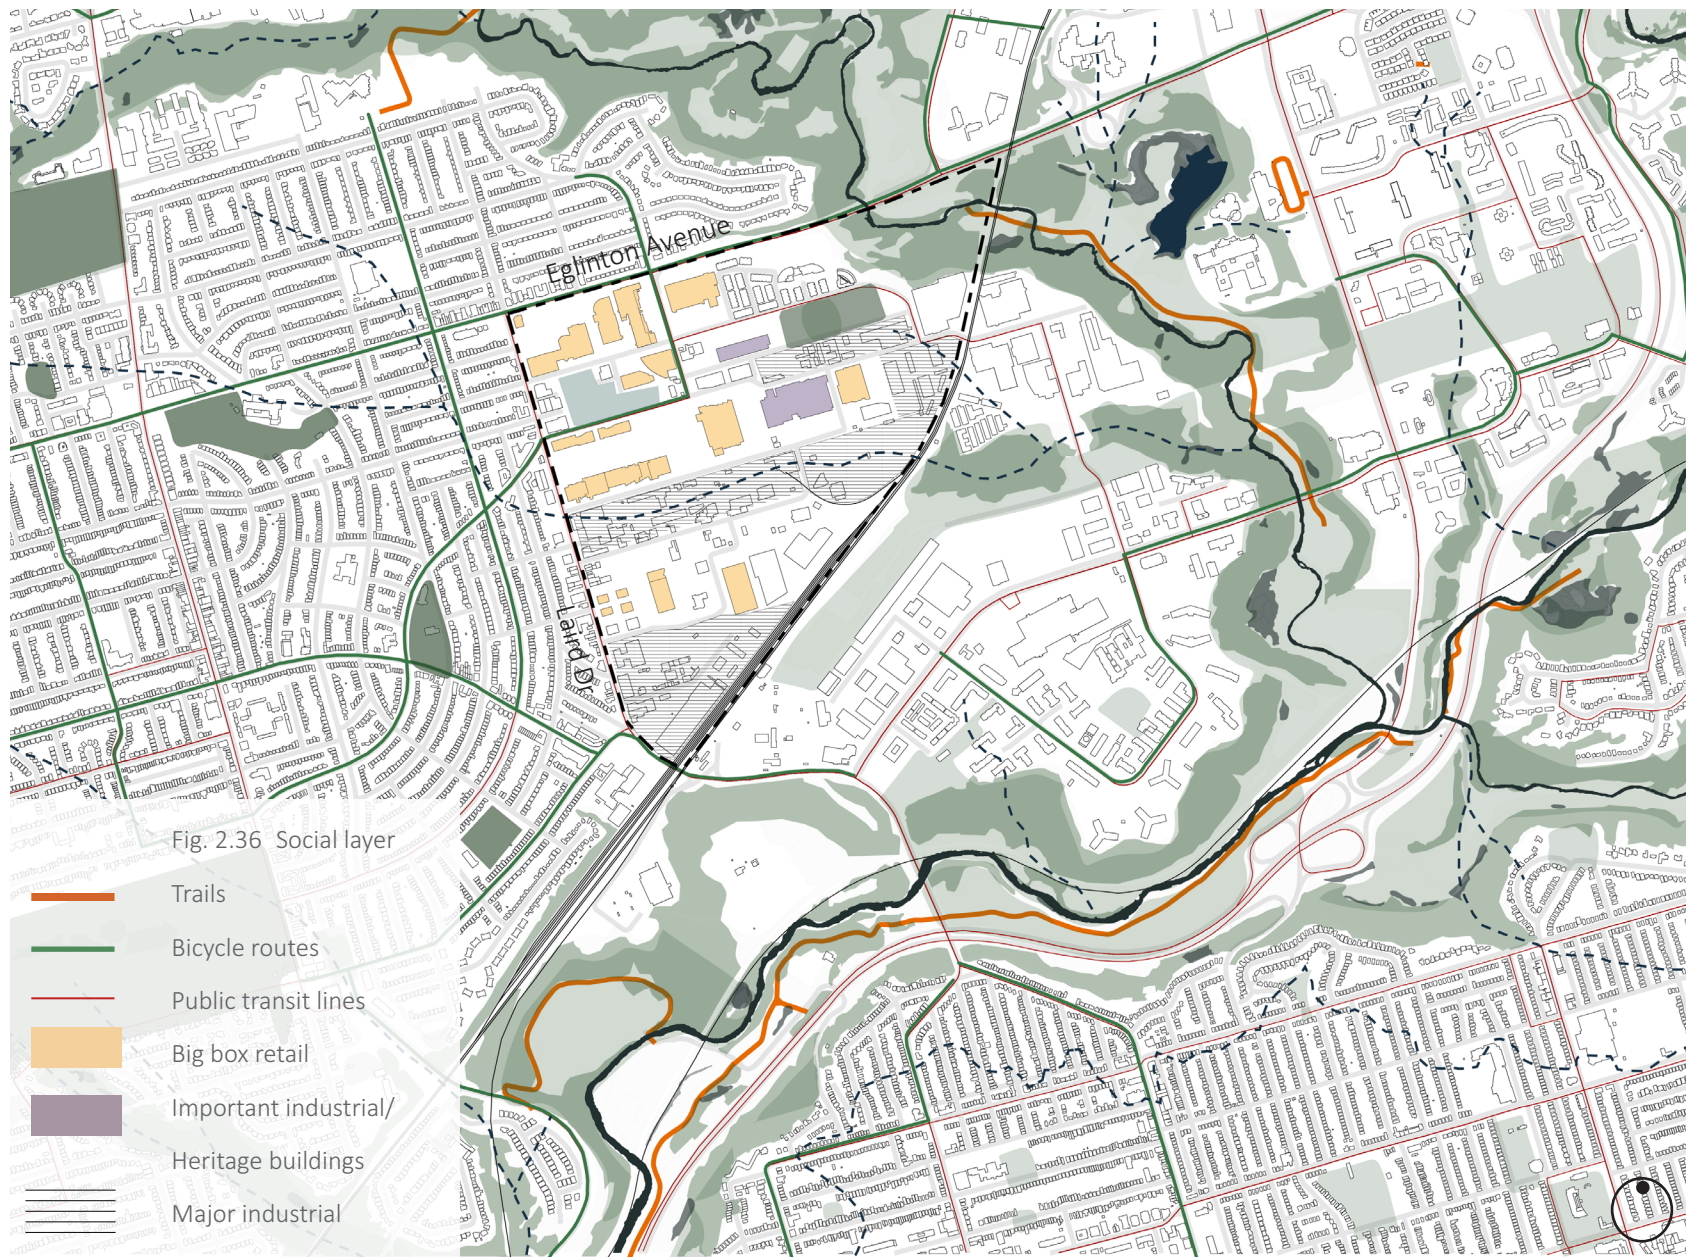 Eglinton Avenue
Laird Dr
Fig. 2.36 Social layer
Trails
Bicycle routes
Public transit lines
Big box retail
Important industrial/
Heritage buildings
Major industrial